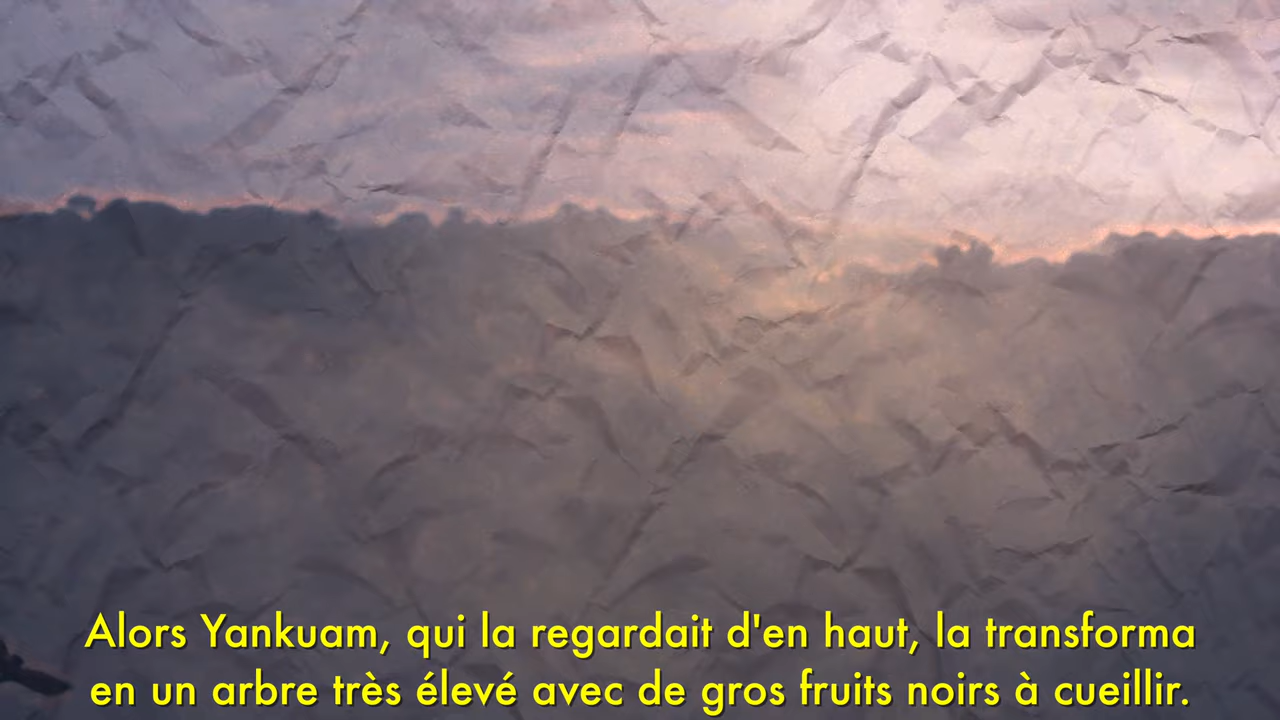 Alors Yankuam, qui la regardait d'en haut, la transforma
en un arbre très élevé avec de gros fruits noirs à cueillir.